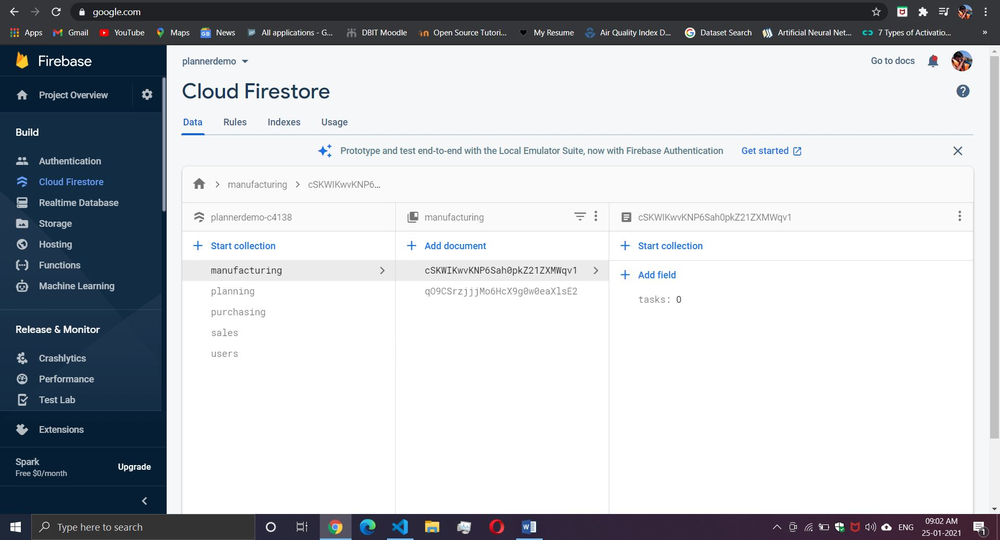 google.com
Apps Gmail YouTube Maps News All applications - G... DBIT Moodle Open Source Tutori... My Resume Air Quality Index D... Dataset Search Artificial Neural Net... 7 Types of Activatio... »
Firebase
Project Overview
Build
Authentication
Cloud Firestore
Realtime Database
Storage
Hosting
Functions
Machine Learning
Release & Monitor
Crashlytics
Performance
Test Lab
Extensions
Spark
Free $0/month
Upgrade
plannerdemo
Go to docs
Cloud Firestore
Data Rules Indexes Usage
Prototype and test end-to-end with the Local Emulator Suite, now with Firebase Authentication Get started
manufacturing cSKWIKwvKNP6...
plannerdemo-c4138
Start collection
manufacturing
planning
purchasing
sales
users
manufacturing
Add document
cSKWIKwvKNP6Sah0pkZ21ZXMWqv1
qO9CSrzjjjMo6HcX9g0w0eaXlsE2
cSKWIKwvKNP6Sah0pkZ21ZXMWqv1
Start collection
Add field
tasks: 0
Type here to search
ENG
09:02 AM
25-01-2021
1